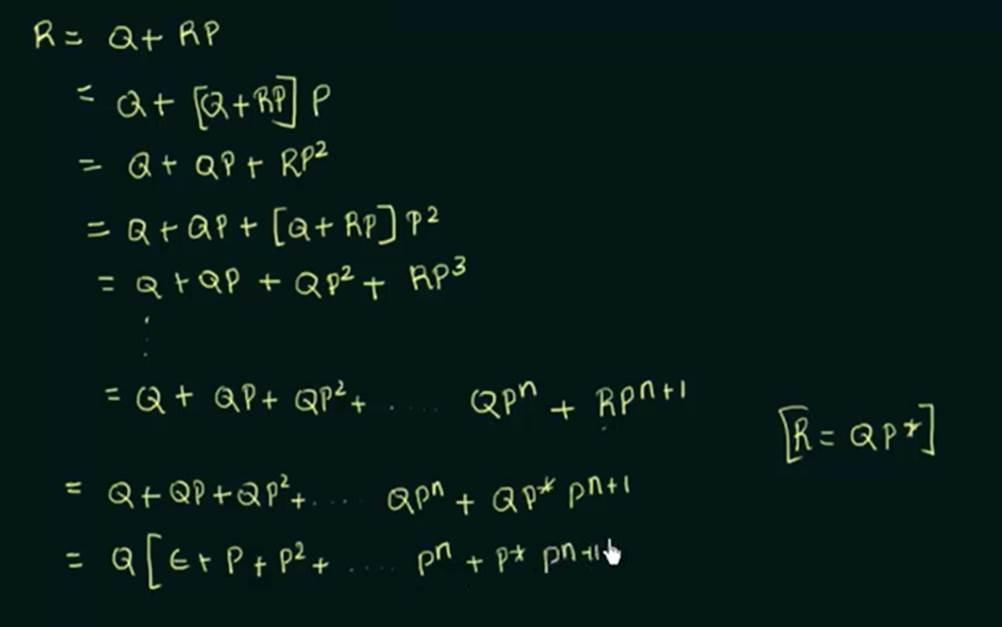 R = Q + RP
= Q + [Q + RP] P
= Q + QP + RP²
= Q + QP + [Q + RP] P²
= Q + QP + QP² + RP³
⋮
= Q + QP + QP² + ..... QPⁿ + RPⁿ⁺¹
[R = QP*]
= Q + QP + QP² + .... QPⁿ + QP* Pⁿ⁺¹
= Q [ϵ + P + P² + ..... Pⁿ + P* Pⁿ⁺¹